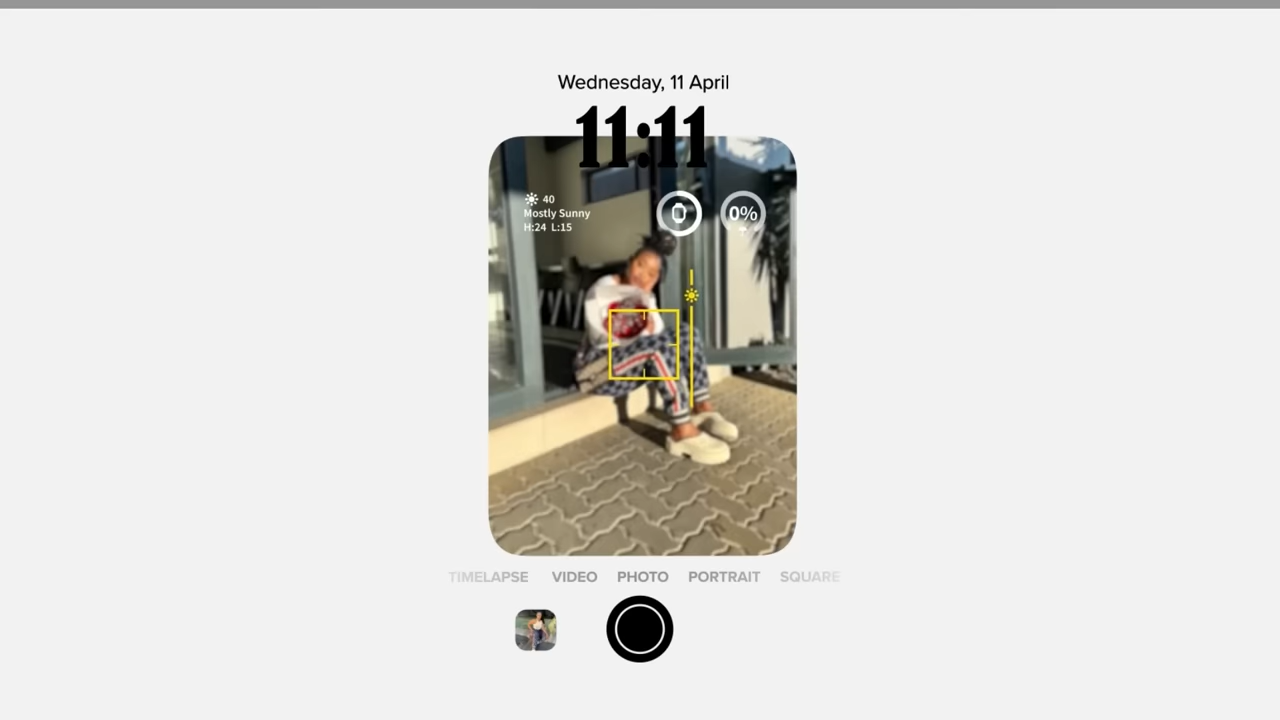 Wednesday, 11 April
11:11
40
Mostly Sunny
H:24 L:15
0%
TIMELAPSE VIDEO PHOTO PORTRAIT SQUARE